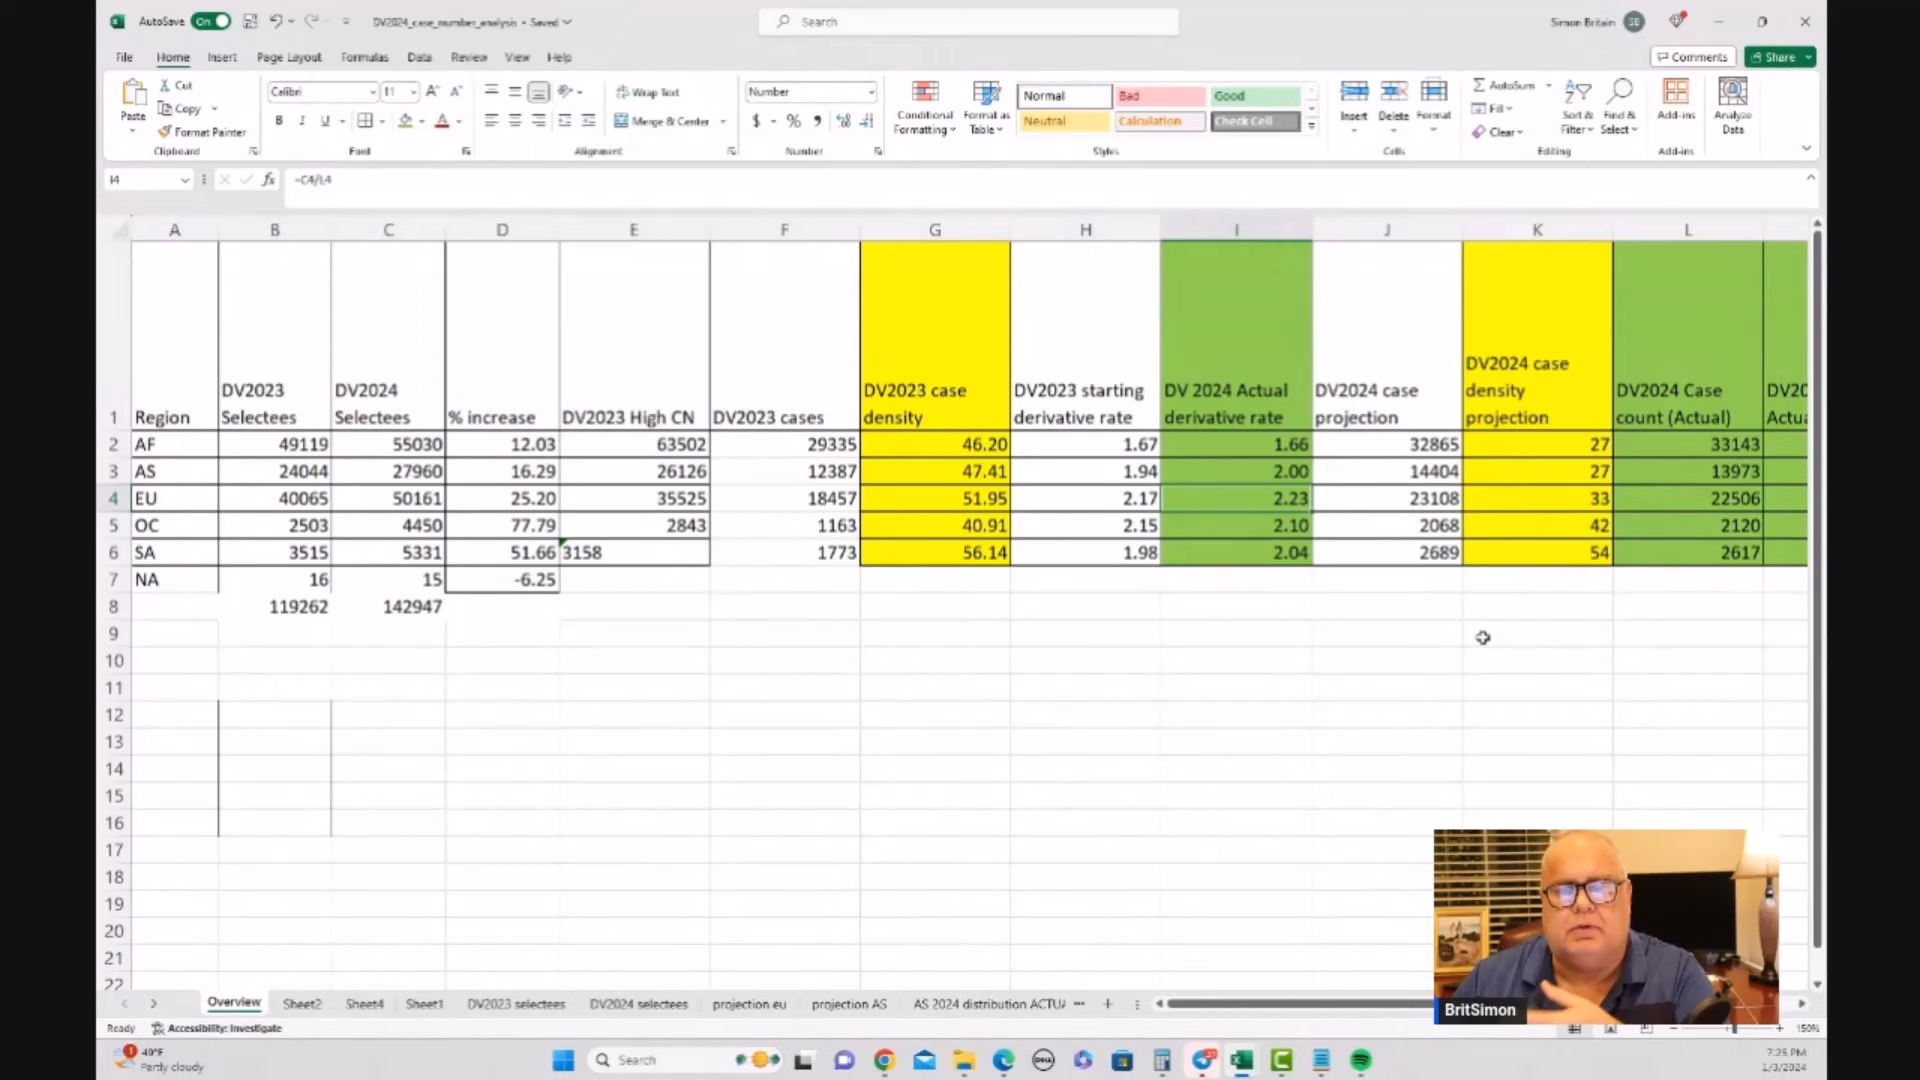 AutoSave On DV2024_case_number_analysis • Saved Search Simon Britain SB
File Home Insert Page Layout Formulas Data Review View Help Comments Share
Paste Cut Copy Format Painter Clipboard
Calibri 11 A A B I U A Font
Wrap Text Merge & Center Alignment
Number $ % Number
Conditional Formatting Format as Table Normal Bad Good Neutral Calculation Check Cell Styles
Insert Delete Format Cells
AutoSum Fill Clear Sort & Filter Find & Select Editing
Add-ins Add-ins Analyze Data
I4 fx =C4/L4
A B C D E F G H I J K L
1 Region DV2023 Selectees DV2024 Selectees % increase DV2023 High CN DV2023 cases DV2023 case density DV2023 starting derivative rate DV 2024 Actual derivative rate DV2024 case projection DV2024 case density projection DV2024 Case count (Actual)
2 AF 49119 55030 12.03 63502 29335 46.20 1.67 1.66 32865 27 33143
3 AS 24044 27960 16.29 26126 12387 47.41 1.94 2.00 14404 27 13973
4 EU 40065 50161 25.20 35525 18457 51.95 2.17 2.23 23108 33 22506
5 OC 2503 4450 77.79 2843 1163 40.91 2.15 2.10 2068 42 2120
6 SA 3515 5331 51.66 3158 1773 56.14 1.98 2.04 2689 54 2617
7 NA 16 15 -6.25
8 119262 142947
9
10
11
12
13
14
15
16
17
18
19
20
21
22
BritSimon
Overview Sheet2 Sheet4 Sheet1 DV2023 selectees DV2024 selectees projection eu projection AS AS 2024 distribution ACTU
Ready Accessibility: Investigate 150%
1 49°F Partly cloudy Search DELL 7:25 PM 1/3/2024